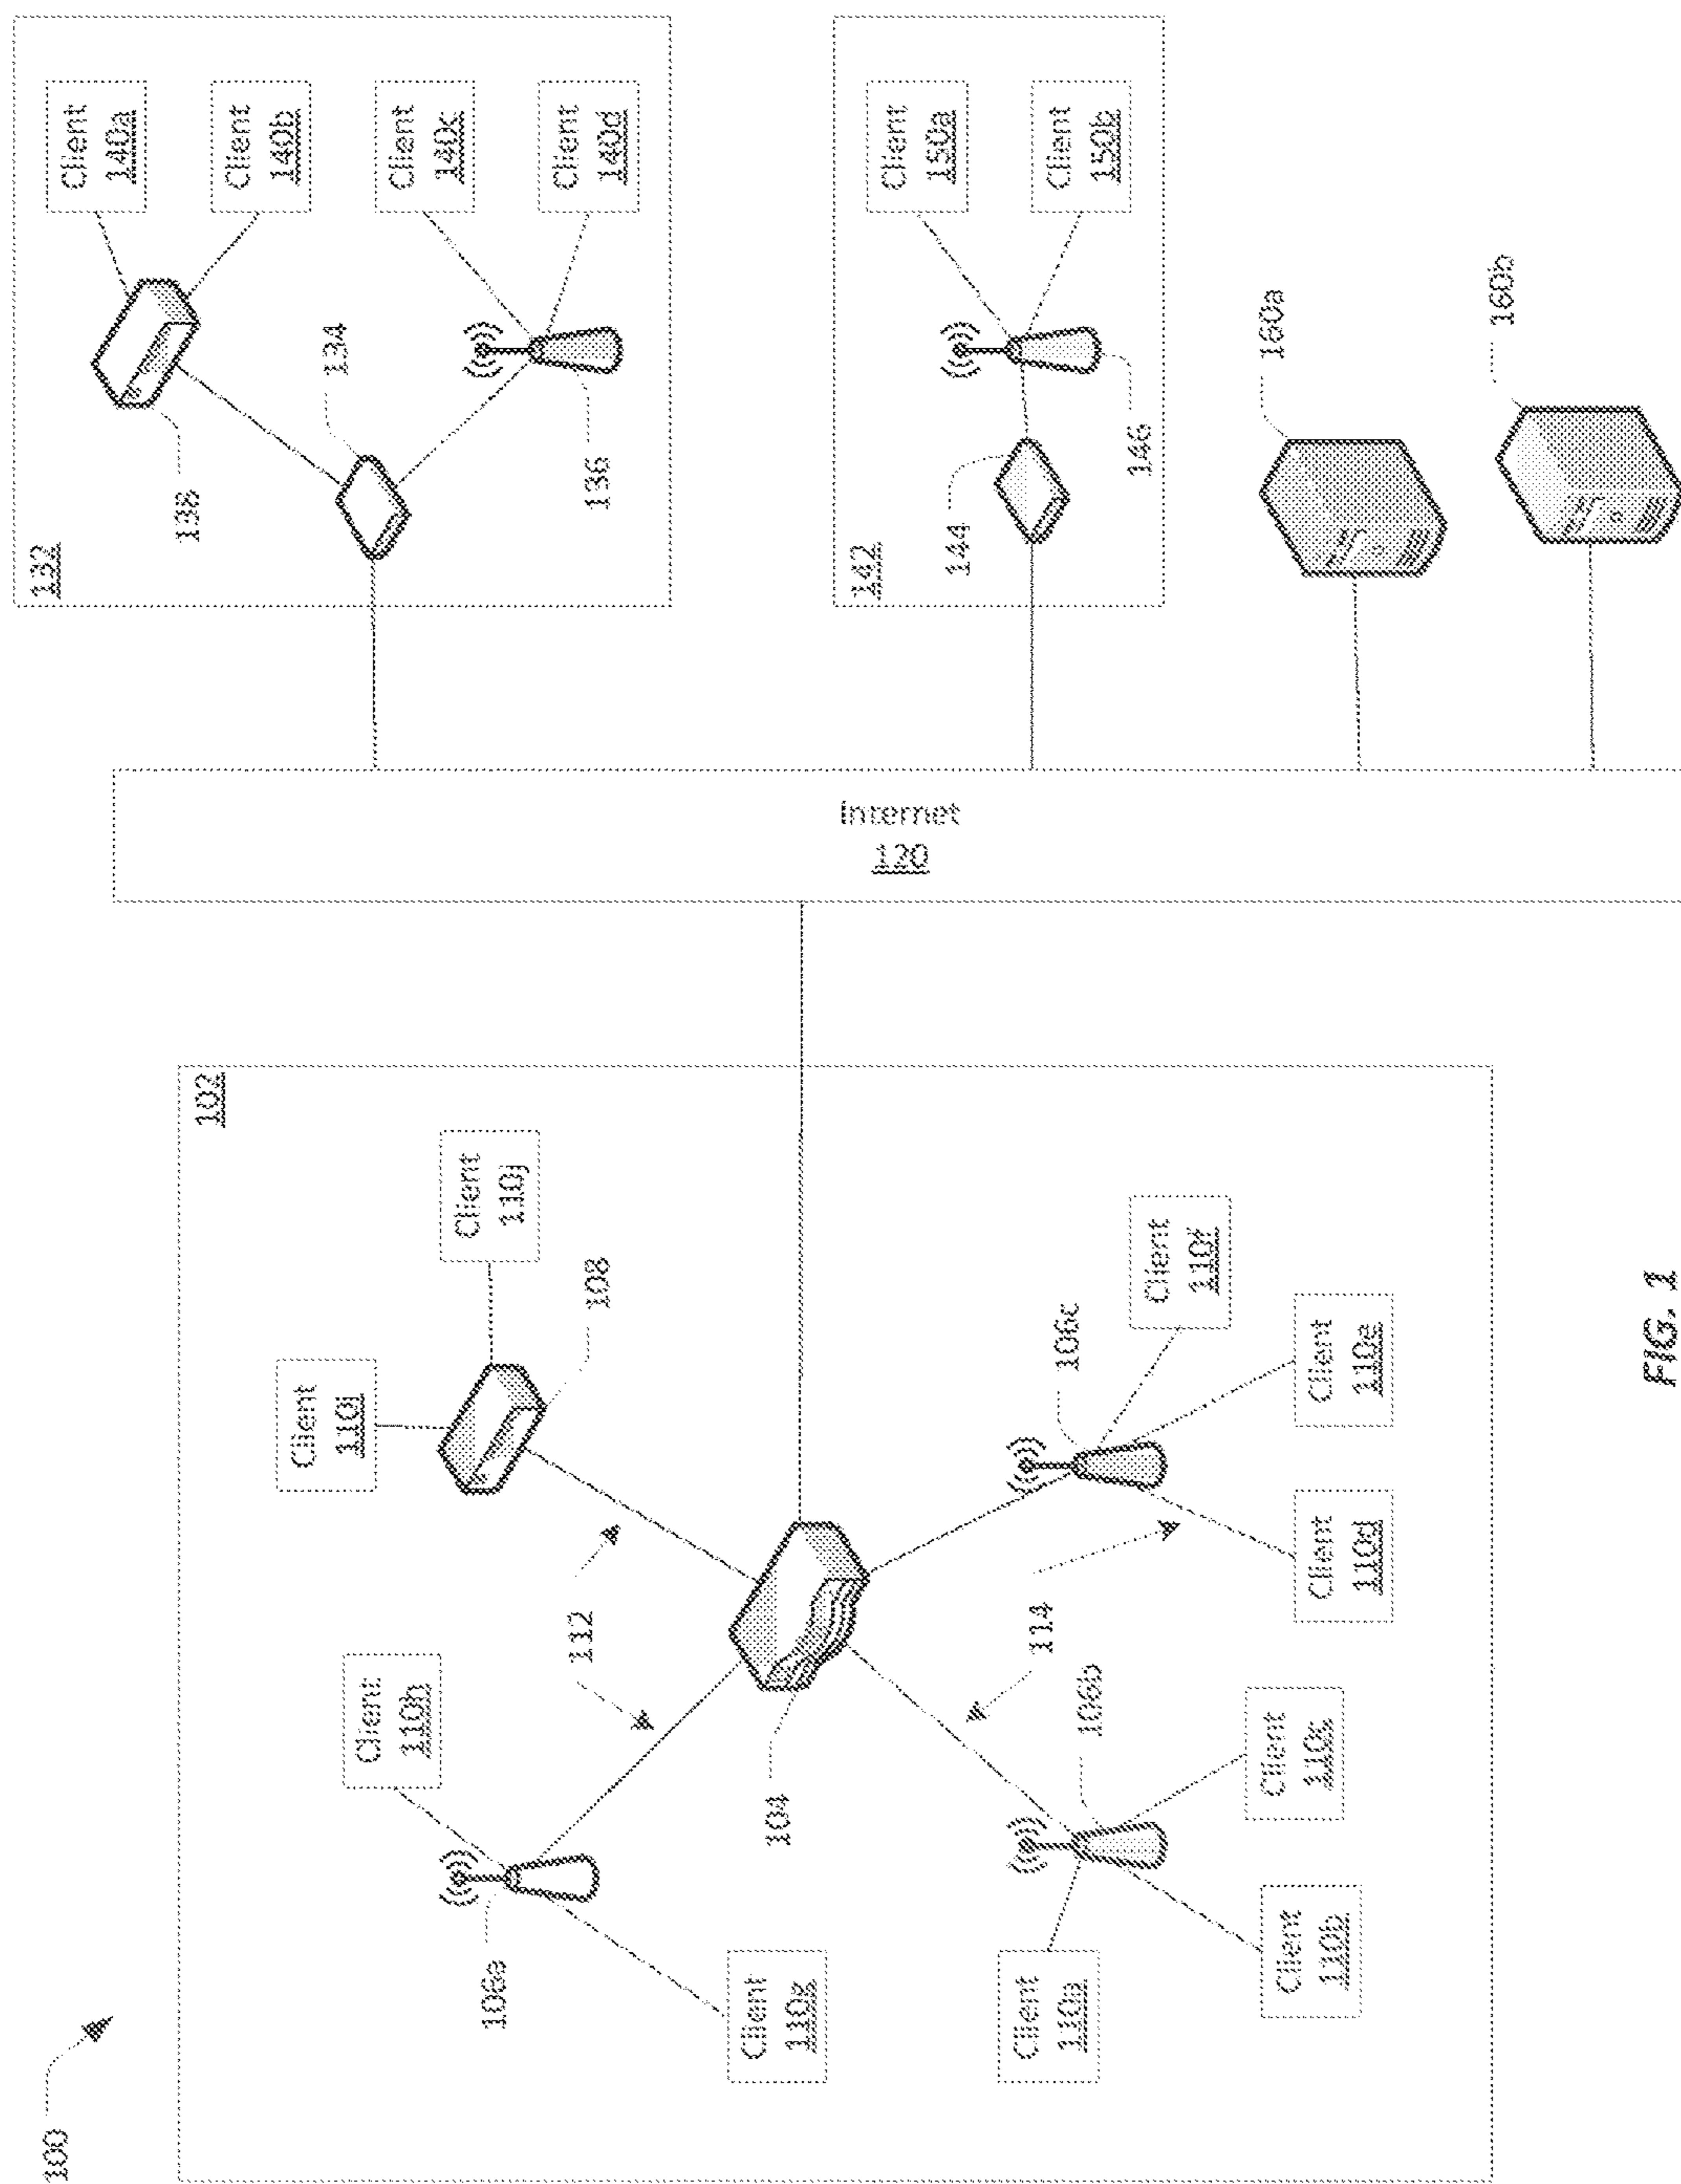 100
102
Client
110j
Client
110i
108
112
Client
110h
106a
Client
110g
104
114
106b
Client
110a
Client
110b
Client
110c
106c
Client
110d
Client
110e
Client
110f
Internet
120
132
138
134
136
Client
140a
Client
140b
Client
140c
Client
140d
142
144
146
Client
150a
Client
150b
160a
160b
FIG. 1